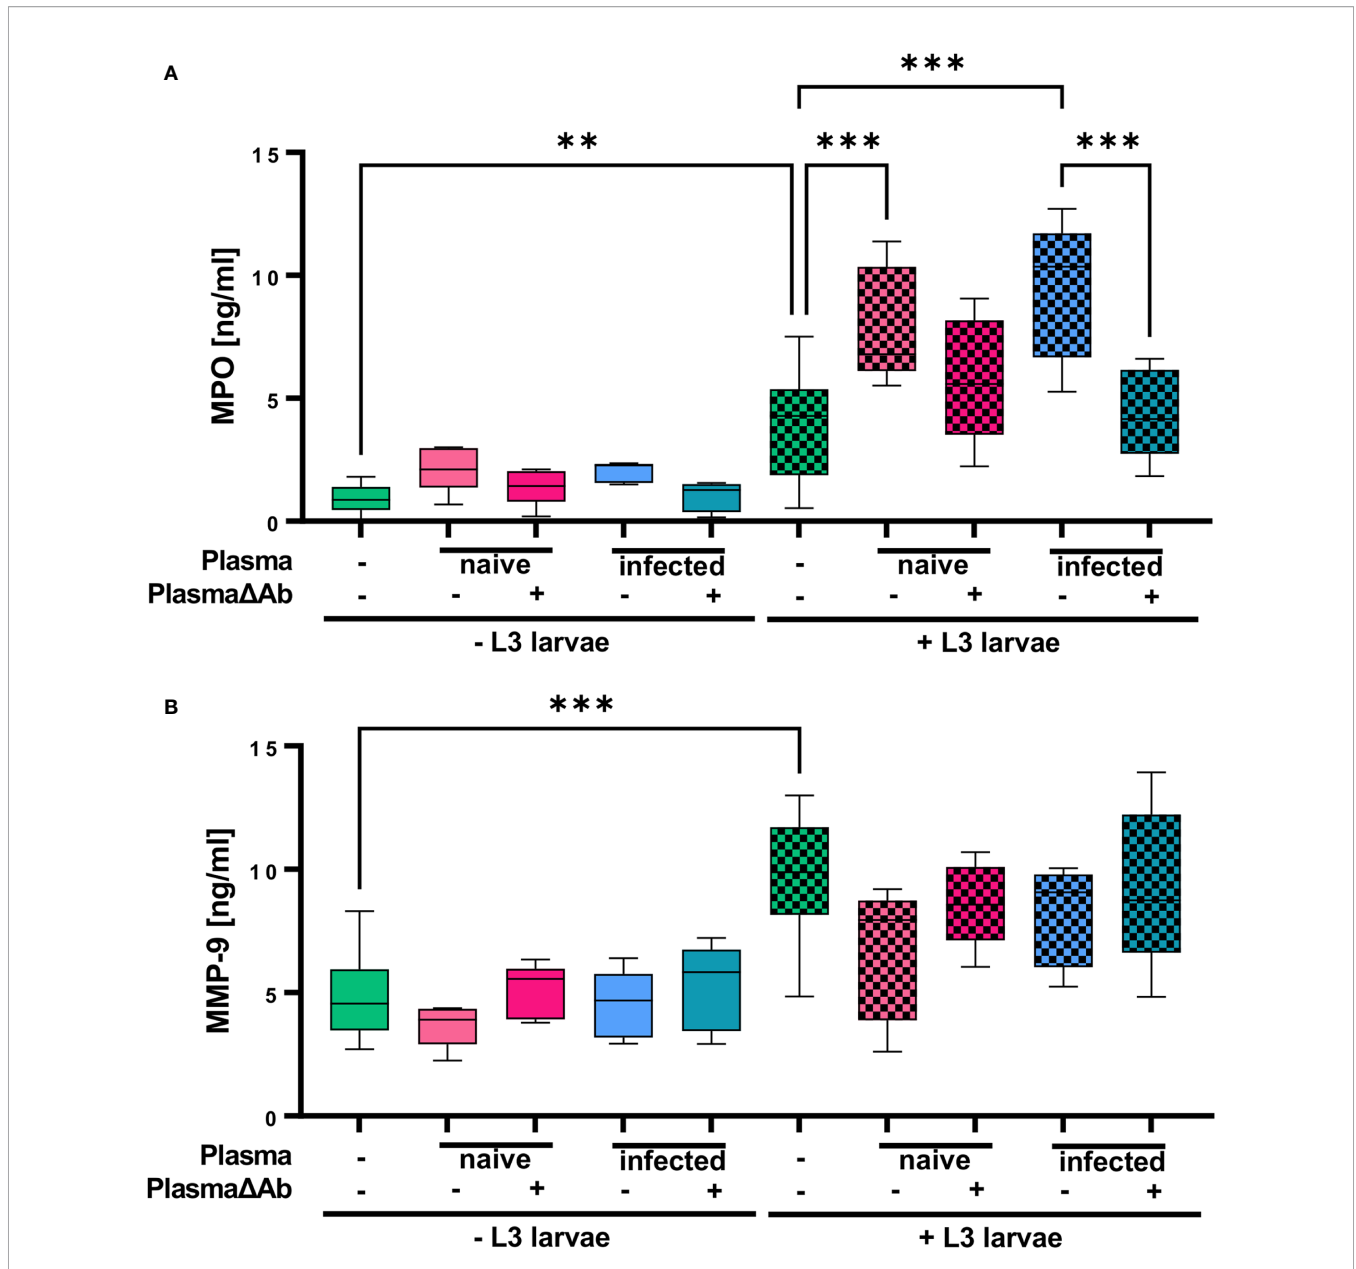 A
***
** *** ***
15
10
5
0
MPO [ng/ml]
Plasma - naive infected - naive infected
PlasmaΔAb - - + - + - - + - +
- L3 larvae + L3 larvae
B
***
15
10
5
0
MMP-9 [ng/ml]
Plasma - naive infected - naive infected
PlasmaΔAb - - + - + - - + - +
- L3 larvae + L3 larvae